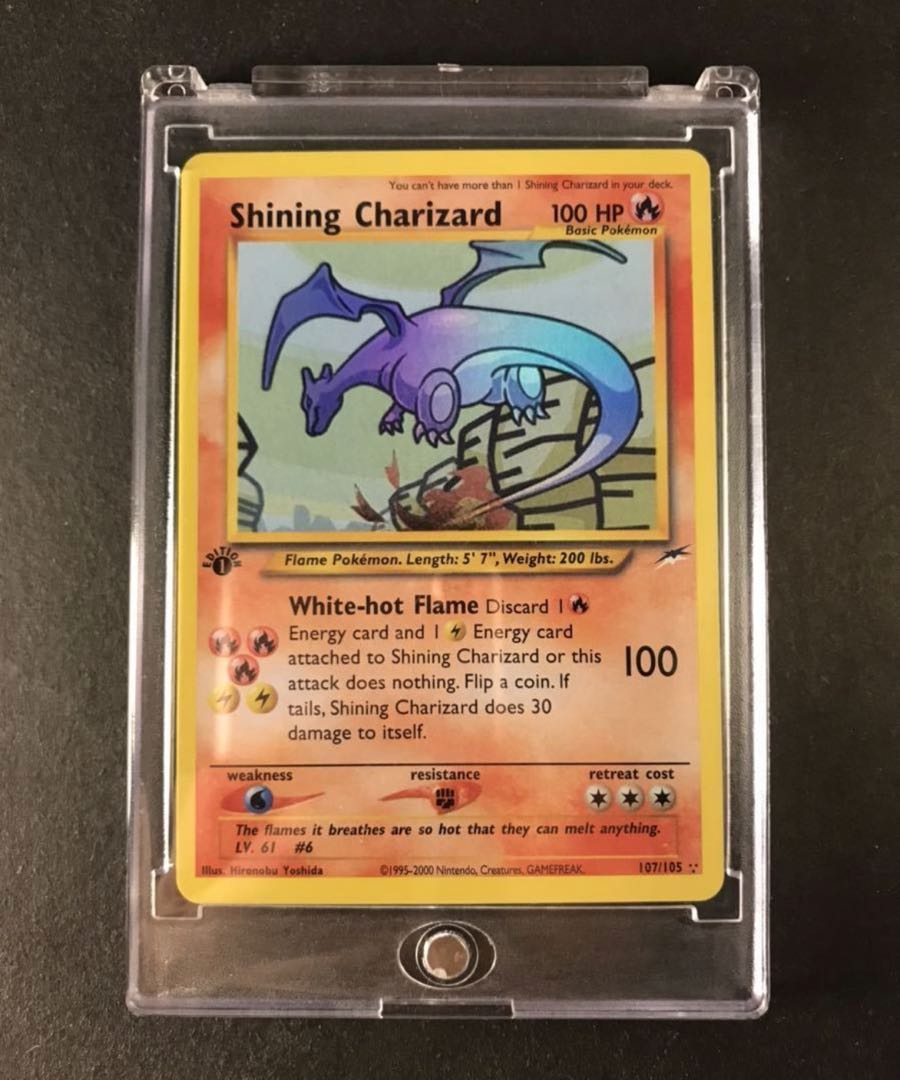 You can't have more than 1 Shining Charizard in your deck.
Shining Charizard 100 HP
Basic Pokémon
EDITION
1
Flame Pokémon. Length: 5' 7", Weight: 200 lbs.
White-hot Flame Discard 1
Energy card and 1 Energy card
attached to Shining Charizard or this
attack does nothing. Flip a coin. If
tails, Shining Charizard does 30
damage to itself.
100
weakness resistance retreat cost
The flames it breathes are so hot that they can melt anything.
LV. 61 #6
Illus. Hironobu Yoshida ©1995-2000 Nintendo, Creatures, GAMEFREAK. 107/105